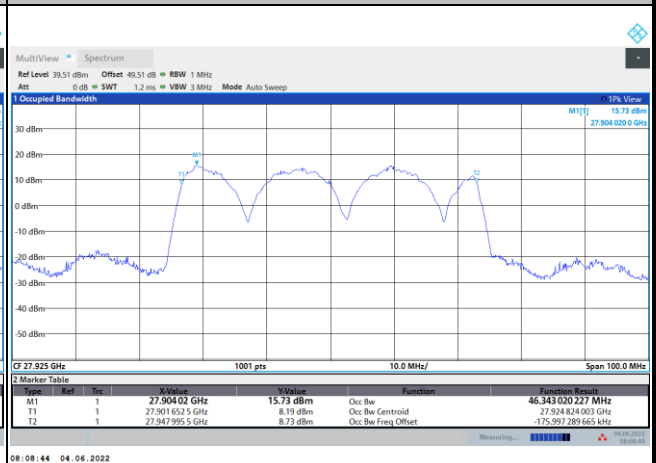 MultiView Spectrum
Ref Level 39.51 dBm Offset 49.51 dB RBW 1 MHz
Att 0 dB SWT 1.2 ms VBW 3 MHz Mode Auto Sweep
1 Occupied Bandwidth 1Pk View
M1[1] 15.73 dBm
27.904 020 0 GHz
30 dBm
20 dBm
M1
T1
T2
10 dBm
0 dBm
-10 dBm
-20 dBm
-30 dBm
-40 dBm
-50 dBm
CF 27.925 GHz 1001 pts 10.0 MHz/ Span 100.0 MHz
2 Marker Table
Type Ref Trc X-Value Y-Value Function Function Result
M1 1 27.904 02 GHz 15.73 dBm Occ Bw 46.343 020 227 MHz
T1 1 27.901 652 5 GHz 8.19 dBm Occ Bw Centroid 27.924 824 003 GHz
T2 1 27.947 995 5 GHz 8.73 dBm Occ Bw Freq Offset -175.997 289 665 kHz
Measuring... 04.06.2022
08:08:44
08:08:44 04.06.2022